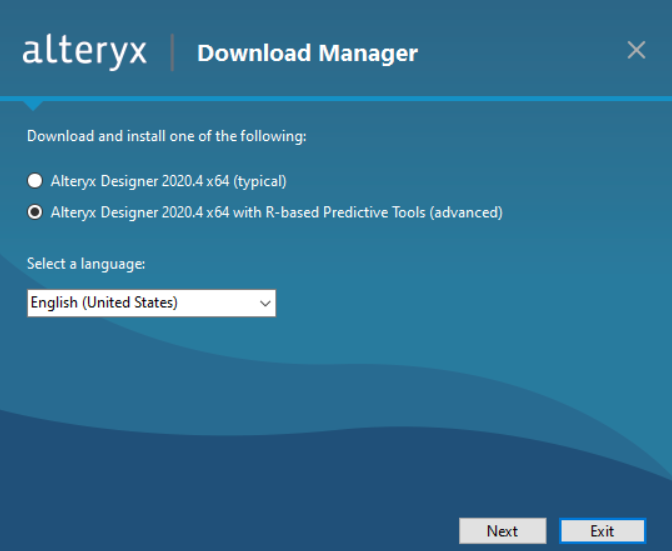 alteryx | Download Manager
Download and install one of the following:
Alteryx Designer 2020.4 x64 (typical)
Alteryx Designer 2020.4 x64 with R-based Predictive Tools (advanced)
Select a language:
English (United States)
Next Exit